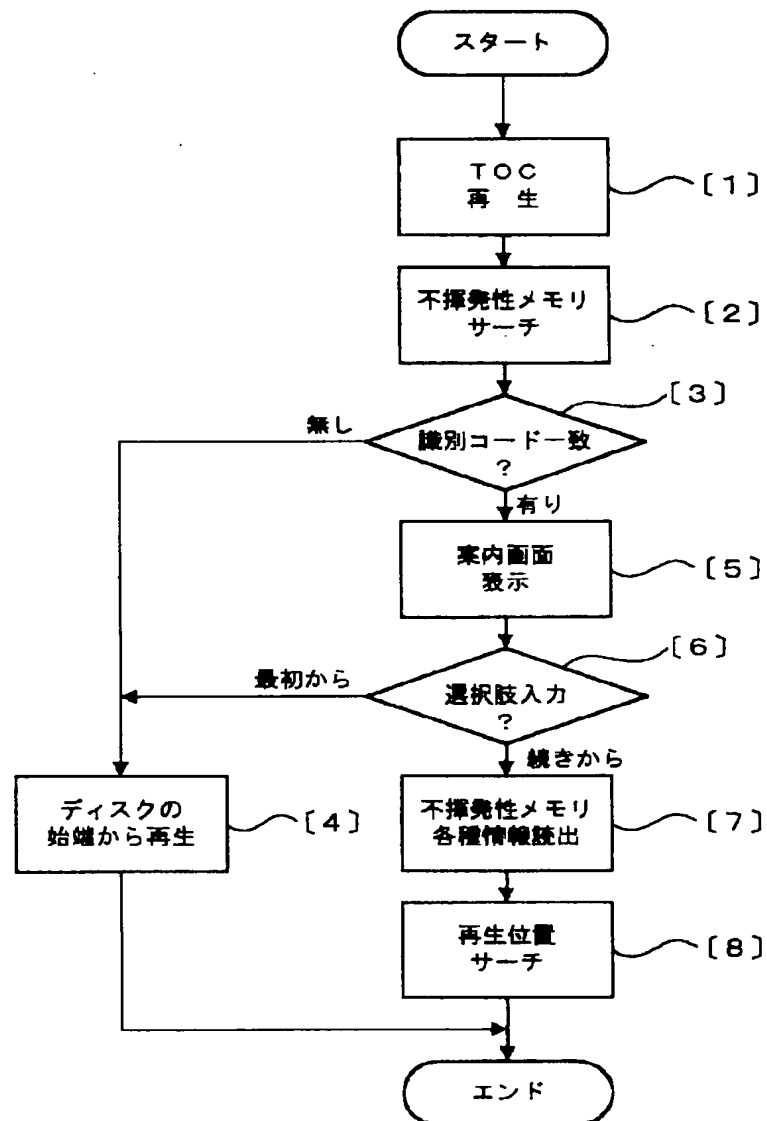 スタート
TOC
再 生
〔1〕
不揮発性メモリ
サーチ
〔2〕
〔3〕
無し
識別コード一致
?
有り
案内画面
表示
〔5〕
〔6〕
最初から
選択肢入力
?
続きから
ディスクの
始端から再生
〔4〕
不揮発性メモリ
各種情報読出
〔7〕
再生位置
サーチ
〔8〕
エンド